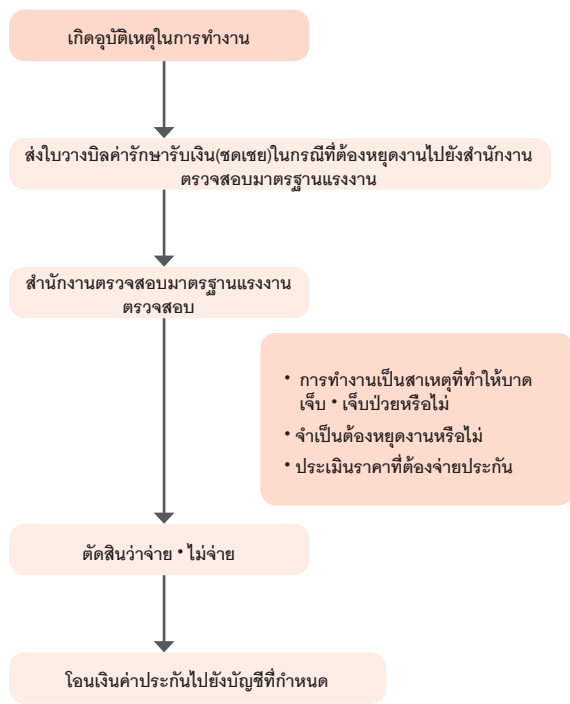 เกิดอุบัติเหตุในการทำงาน
ส่งใบวางบิลค่ารักษารับเงิน(ชดเชย)ในกรณีที่ต้องหยุดงานไปยังสำนักงาน
ตรวจสอบมาตรฐานแรงงาน
สำนักงานตรวจสอบมาตรฐานแรงงาน
ตรวจสอบ
• การทำงานเป็นสาเหตุที่ทำให้บาด
เจ็บ • เจ็บป่วยหรือไม่
• จำเป็นต้องหยุดงานหรือไม่
• ประเมินราคาที่ต้องจ่ายประกัน
ตัดสินว่าจ่าย • ไม่จ่าย
โอนเงินค่าประกันไปยังบัญชีที่กำหนด